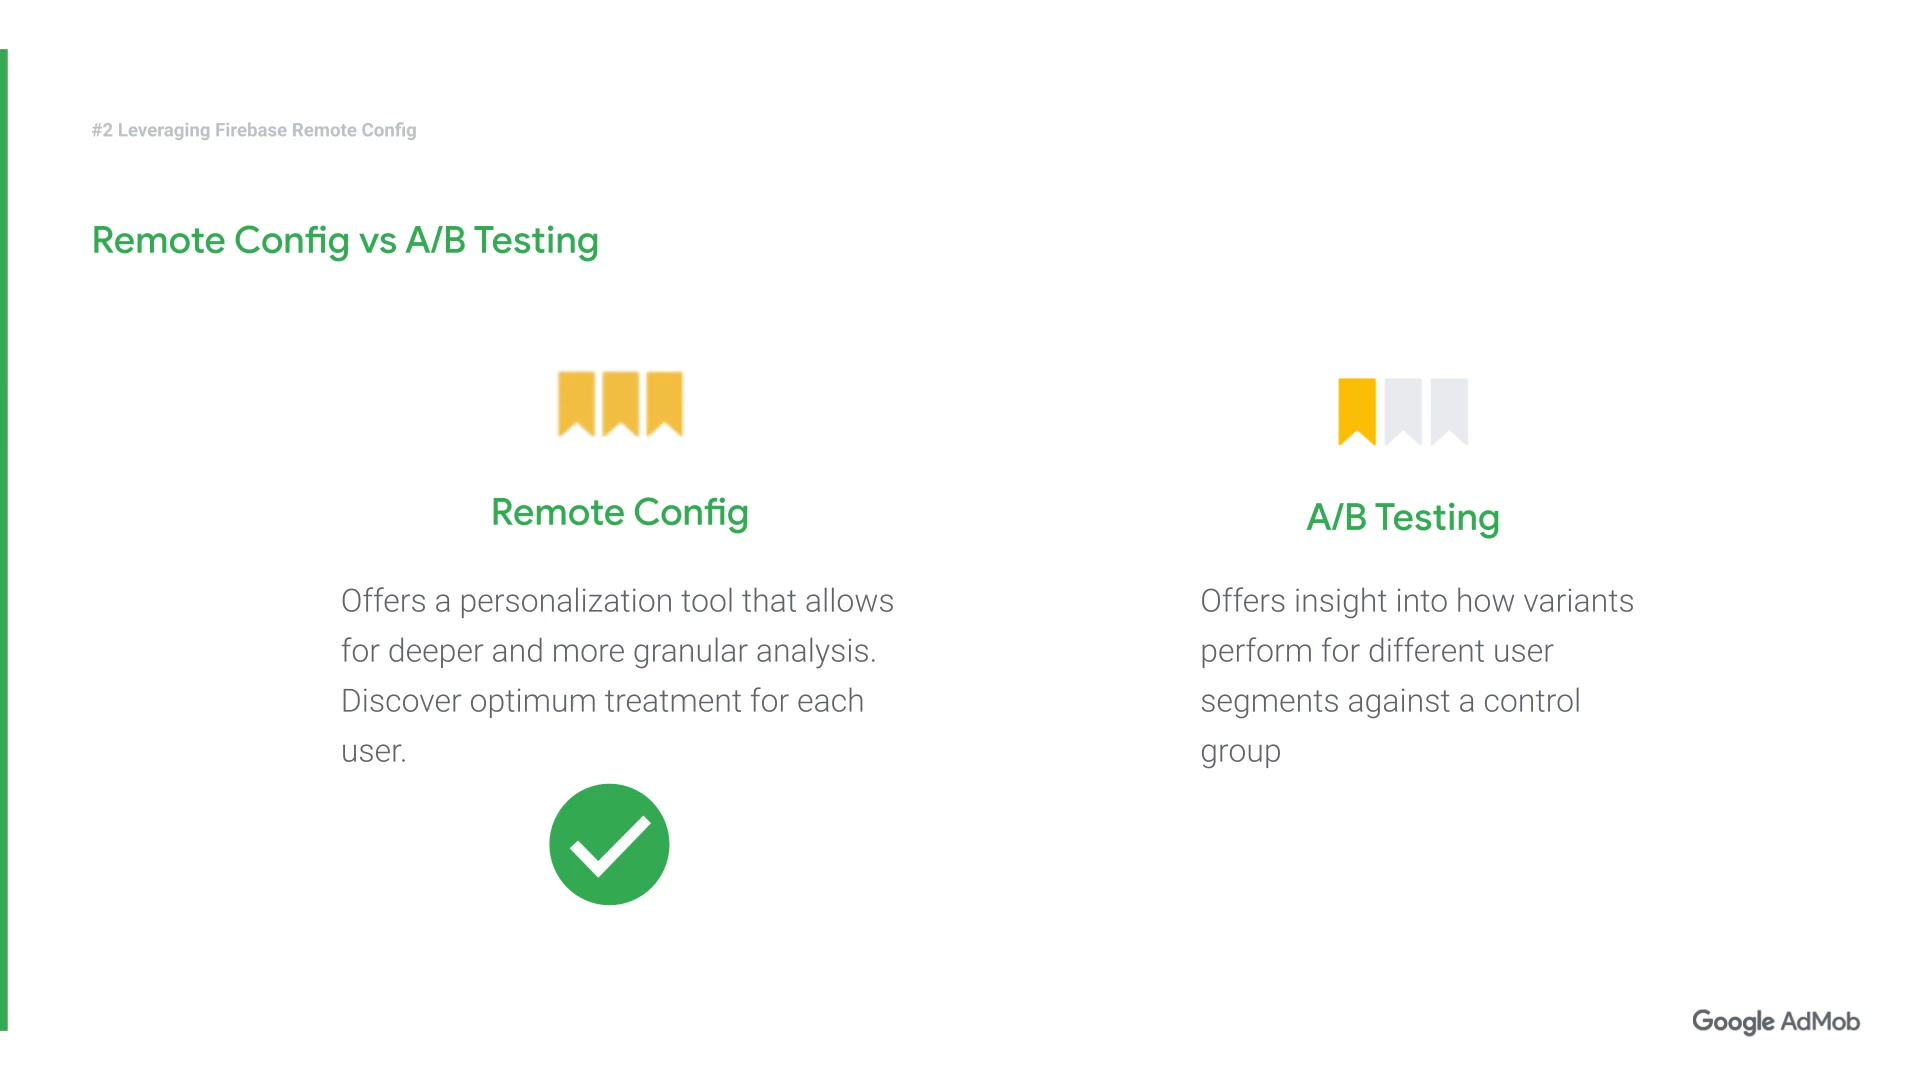 #2 Leveraging Firebase Remote Config
Remote Config vs A/B Testing
Remote Config
Offers a personalization tool that allows
for deeper and more granular analysis.
Discover optimum treatment for each
user.
A/B Testing
Offers insight into how variants
perform for different user
segments against a control
group
Google AdMob